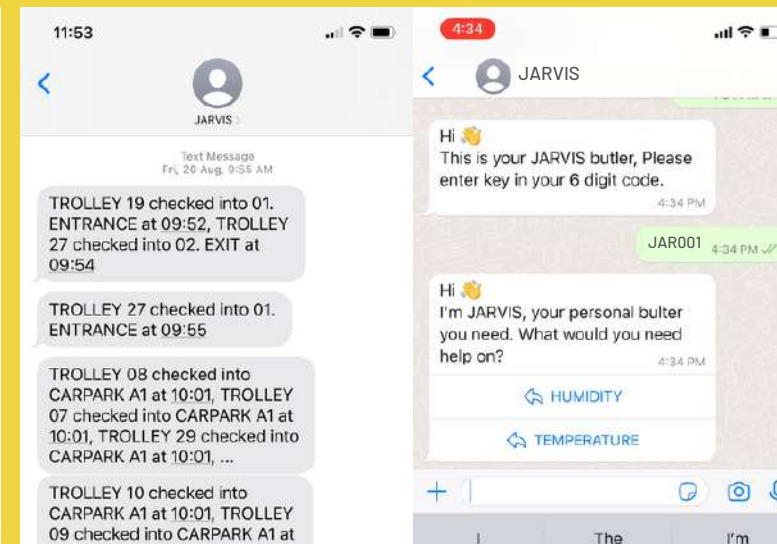 11:53
JARVIS
Text Message
Fri, 20 Aug, 9:55 AM
TROLLEY 19 checked into 01.
ENTRANCE at 09:52, TROLLEY
27 checked into 02. EXIT at
09:54
TROLLEY 27 checked into 01.
ENTRANCE at 09:55
TROLLEY 08 checked into
CARPARK A1 at 10:01, TROLLEY
07 checked into CARPARK A1 at
10:01, TROLLEY 29 checked into
CARPARK A1 at 10:01, ...
TROLLEY 10 checked into
CARPARK A1 at 10:01, TROLLEY
09 checked into CARPARK A1 at
4:34
JARVIS
Hi 👋
This is your JARVIS butler, Please
enter key in your 6 digit code.
4:34 PM
JAR001 4:34 PM
Hi 👋
I'm JARVIS, your personal bulter
you need. What would you need
help on?
4:34 PM
HUMIDITY
TEMPERATURE
I The I'm